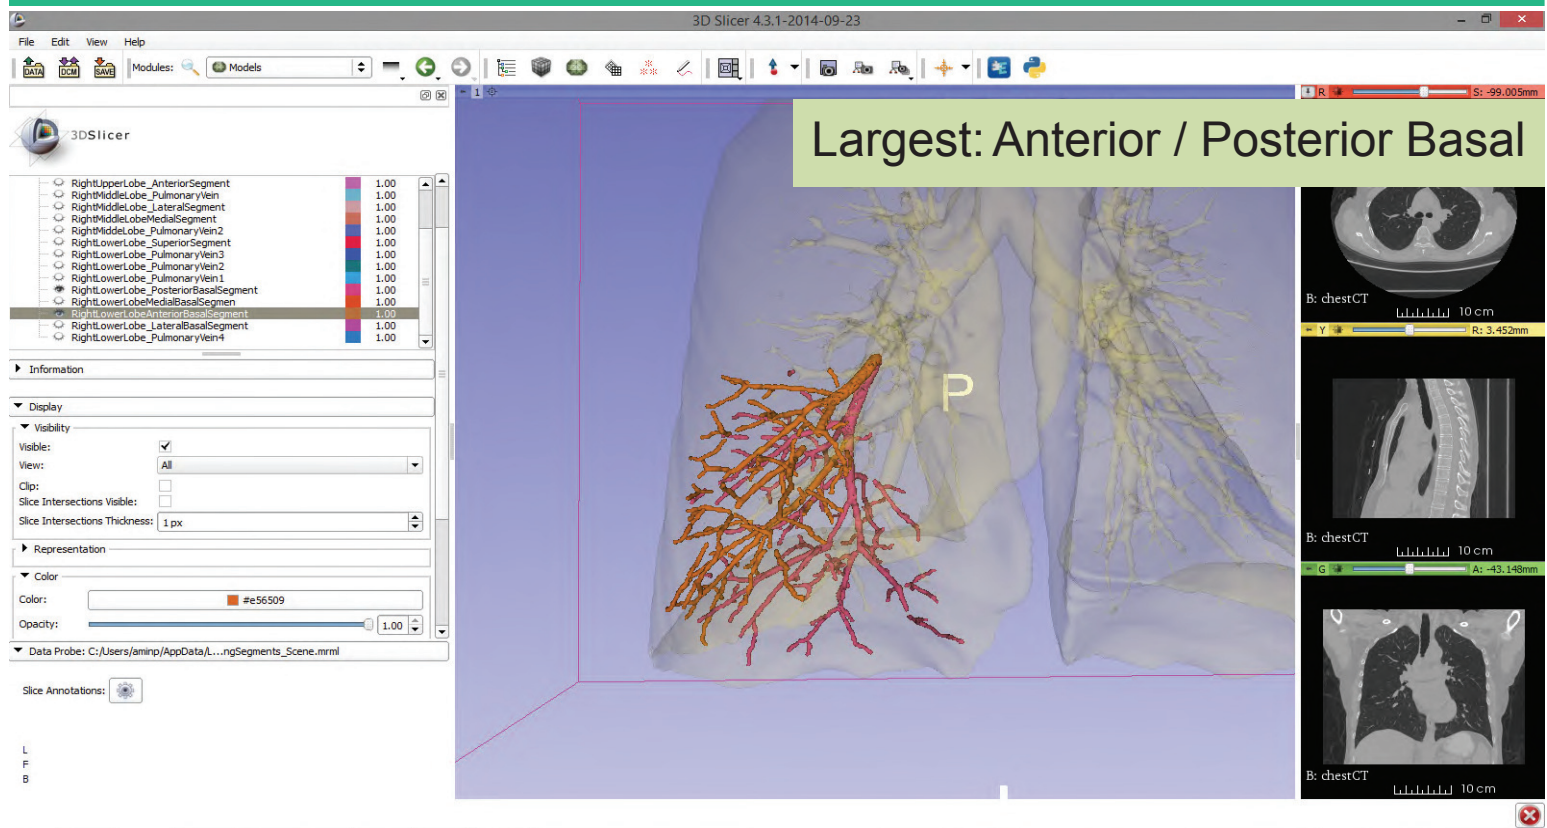 3D Slicer 4.3.1-2014-09-23
File Edit View Help
DATA DCM SAVE Modules: Models
1
R S: -99.005mm
3DSlicer
Largest: Anterior / Posterior Basal
RightUpperLobe_AnteriorSegment 1.00
RightMiddleLobe_PulmonaryVein 1.00
RightMiddleLobe_LateralSegment 1.00
RightMiddleLobeMedialSegment 1.00
RightMiddeLobe_PulmonaryVein2 1.00
RightLowerLobe_SuperiorSegment 1.00
RightLowerLobe_PulmonaryVein3 1.00
RightLowerLobe_PulmonaryVein2 1.00
RightLowerLobe_PulmonaryVein1 1.00
RightLowerLobe_PosteriorBasalSegment 1.00
RightLowerLobeMedialBasalSegmen 1.00
RightLowerLobeAnteriorBasalSegment 1.00
RightLowerLobe_LateralBasalSegment 1.00
RightLowerLobe_PulmonaryVein4 1.00
Information
Display
Visibility
Visible:
View: All
Clip:
Slice Intersections Visible:
Slice Intersections Thickness: 1 px
Representation
Color
Color: #e56509
Opacity: 1.00
Data Probe: C:/Users/aminp/AppData/L...ngSegments_Scene.mrml
Slice Annotations:
L
F
B
P
B: chestCT
10 cm
Y R: 3.452mm
B: chestCT
10 cm
G A: -43.148mm
B: chestCT
10 cm